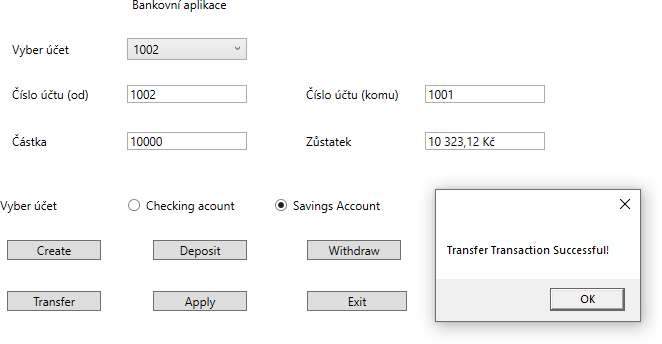 Bankovní aplikace
Vyber účet 1002
Číslo účtu (od) 1002 Číslo účtu (komu) 1001
Částka 10000 Zůstatek 10 323,12 Kč
Vyber účet Checking acount Savings Account
Create Deposit Withdraw
Transfer Transaction Successful!
OK
Transfer Apply Exit